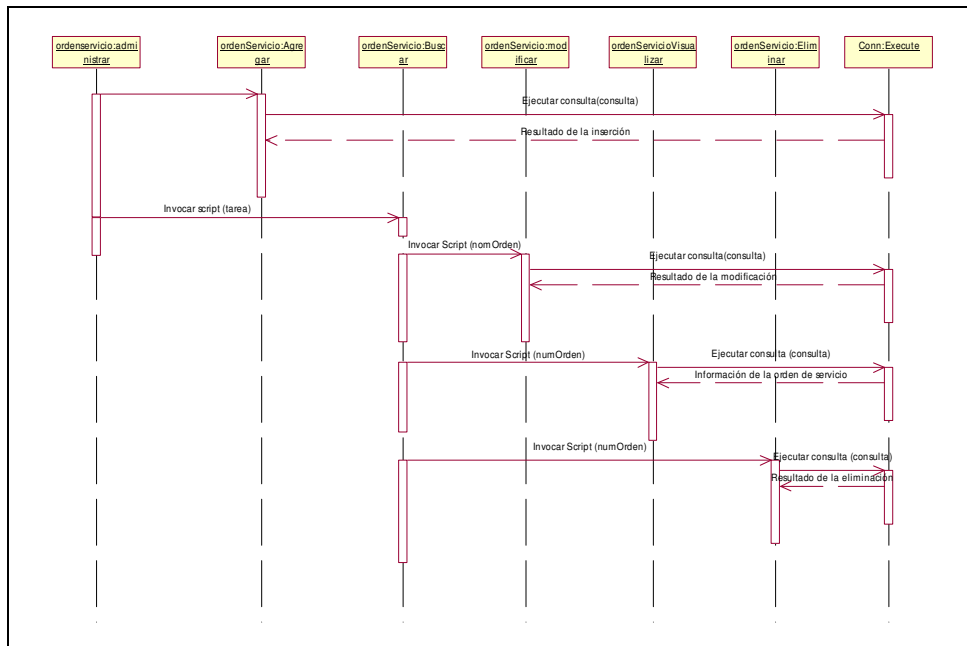 ordenservicio:admi
nistrar
ordenServicio:Agre
gar
ordenServicio:Busc
ar
ordenServicio:mod
ificar
ordenServicioVisua
lizar
ordenServicio:Elim
inar
Conn:Execute
Ejecutar consulta(consulta)
Resultado de la inserción
Invocar script (tarea)
Invocar Script (nomOrden)
Ejecutar consulta(consulta)
Resultado de la modificación
Invocar Script (numOrden)
Ejecutar consulta (consulta)
Información de la orden de servicio
Invocar Script (numOrden)
Ejecutar consulta (consulta)
Resultado de la eliminación